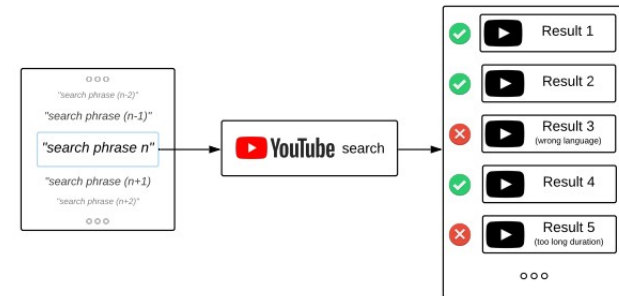 "search phrase (n-2)"
"search phrase (n-1)"
"search phrase n"
"search phrase (n+1)
"search phrase (n+2)"
YouTube search
Result 1
Result 2
Result 3
(wrong language)
Result 4
Result 5
(too long duration)